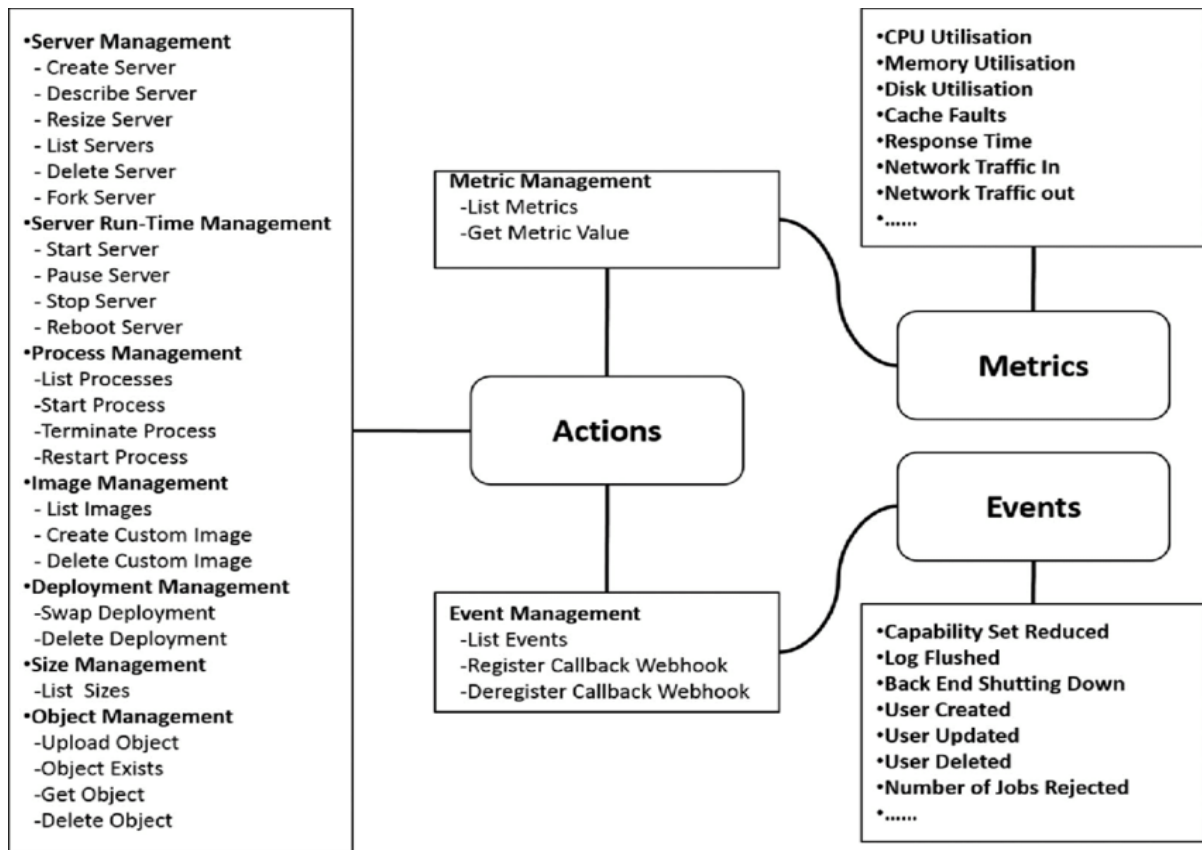 •Server Management
- Create Server
- Describe Server
- Resize Server
- List Servers
- Delete Server
- Fork Server
•Server Run-Time Management
- Start Server
- Pause Server
- Stop Server
- Reboot Server
•Process Management
-List Processes
-Start Process
-Terminate Process
-Restart Process
•Image Management
- List Images
- Create Custom Image
- Delete Custom Image
•Deployment Management
-Swap Deployment
-Delete Deployment
•Size Management
-List Sizes
•Object Management
-Upload Object
-Object Exists
-Get Object
-Delete Object
Metric Management
-List Metrics
-Get Metric Value
Actions
Event Management
-List Events
-Register Callback Webhook
-Deregister Callback Webhook
•CPU Utilisation
•Memory Utilisation
•Disk Utilisation
•Cache Faults
•Response Time
•Network Traffic In
•Network Traffic out
•......
Metrics
Events
•Capability Set Reduced
•Log Flushed
•Back End Shutting Down
•User Created
•User Updated
•User Deleted
•Number of Jobs Rejected
•......